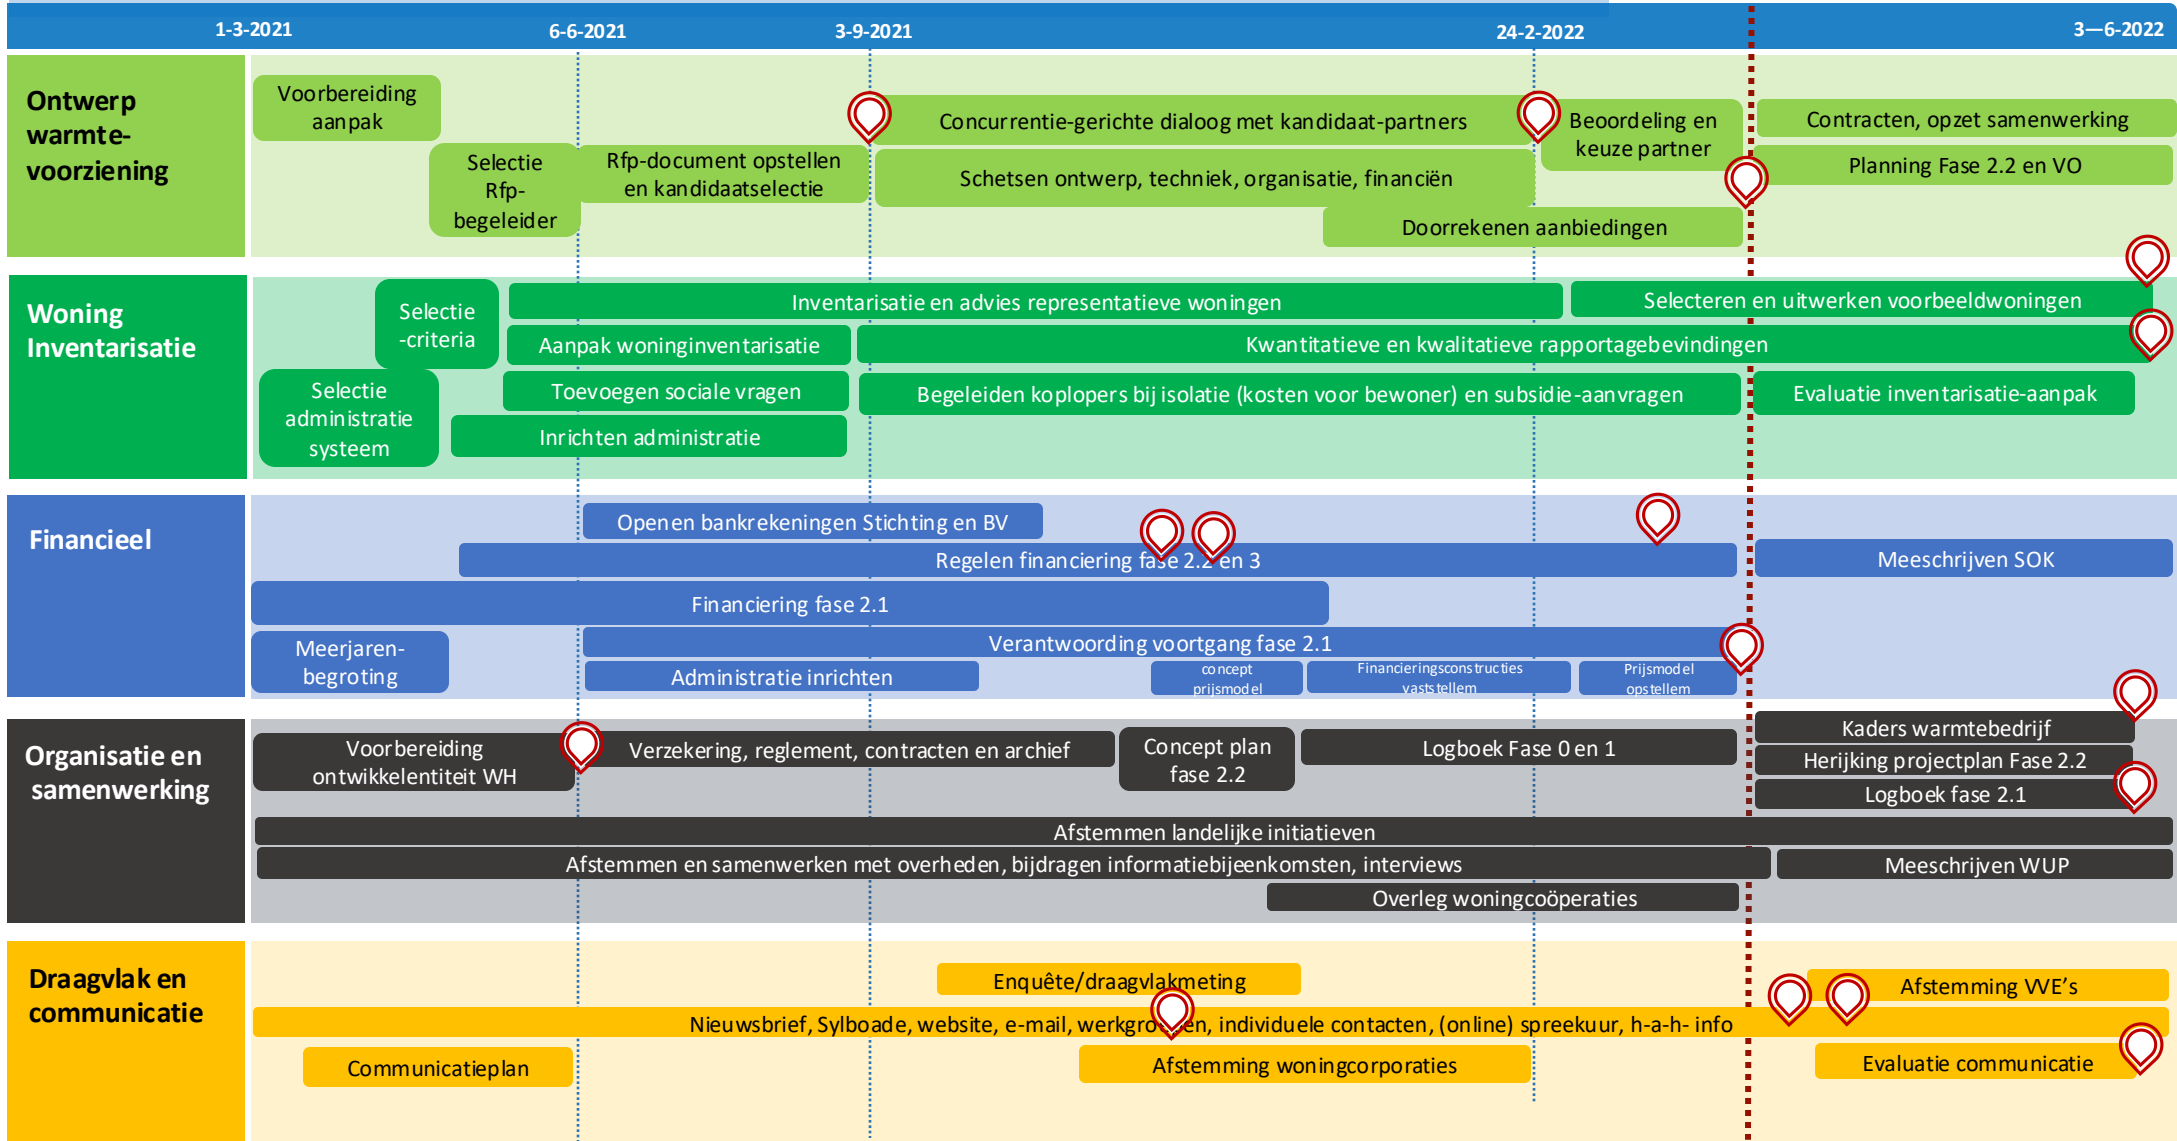 1-3-2021
6-6-2021
3-9-2021
24-2-2022
3—6-2022
Ontwerp
warmte-
voorziening
Voorbereiding
aanpak
Selectie
Rfp-
begeleider
Rfp-document opstellen
en kandidaatselectie
Concurrentie-gerichte dialoog met kandidaat-partners
Schetsen ontwerp, techniek, organisatie, financiën
Doorrekenen aanbiedingen
Beoordeling en
keuze partner
Contracten, opzet samenwerking
Planning Fase 2.2 en VO
Woning
Inventarisatie
Selectie
-criteria
Selectie
administratie
systeem
Inventarisatie en advies representatieve woningen
Selecteren en uitwerken voorbeeldwoningen
Aanpak woninginventarisatie
Kwantitatieve en kwalitatieve rapportagebevindingen
Toevoegen sociale vragen
Begeleiden koplopers bij isolatie (kosten voor bewoner) en subsidie-aanvragen
Evaluatie inventarisatie-aanpak
Inrichten administratie
Financieel
Openen bankrekeningen Stichting en BV
Regelen financiering fase 2.2 en 3
Meeschrijven SOK
Financiering fase 2.1
Meerjaren-
begroting
Verantwoording voortgang fase 2.1
Administratie inrichten
concept
prijsmodel
Financieringsconstructies
vaststellem
Prijsmodel
opstellem
Organisatie en
samenwerking
Voorbereiding
ontwikkelentiteit WH
Verzekering, reglement, contracten en archief
Concept plan
fase 2.2
Logboek Fase 0 en 1
Kaders warmtebedrijf
Herijking projectplan Fase 2.2
Logboek fase 2.1
Afstemmen landelijke initiatieven
Afstemmen en samenwerken met overheden, bijdragen informatiebijeenkomsten, interviews
Meeschrijven WUP
Overleg woningcoöperaties
Draagvlak en
communicatie
Enquête/draagvlakmeting
Afstemming VVE's
Nieuwsbrief, Sylboade, website, e-mail, werkgroepen, individuele contacten, (online) spreekuur, h-a-h- info
Communicatieplan
Afstemming woningcorporaties
Evaluatie communicatie